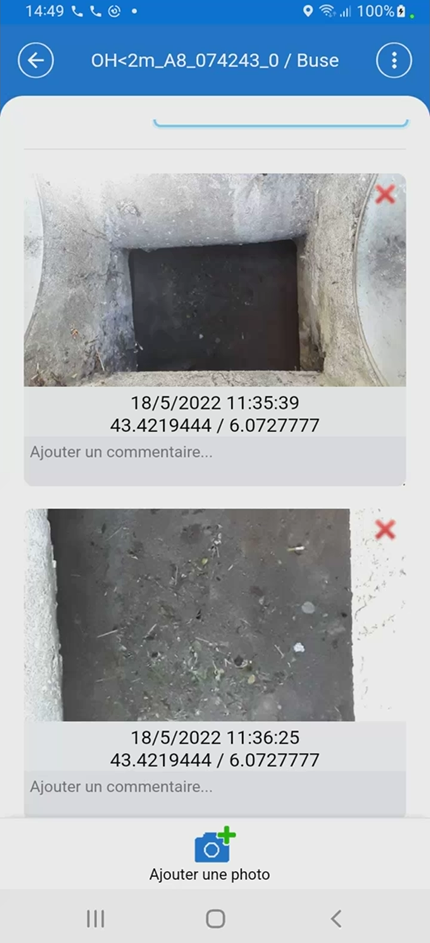 14:49
100%
OH<2m_A8_074243_0 / Buse
18/5/2022 11:35:39
43.4219444 / 6.0727777
Ajouter un commentaire...
18/5/2022 11:36:25
43.4219444 / 6.0727777
Ajouter un commentaire...
Ajouter une photo